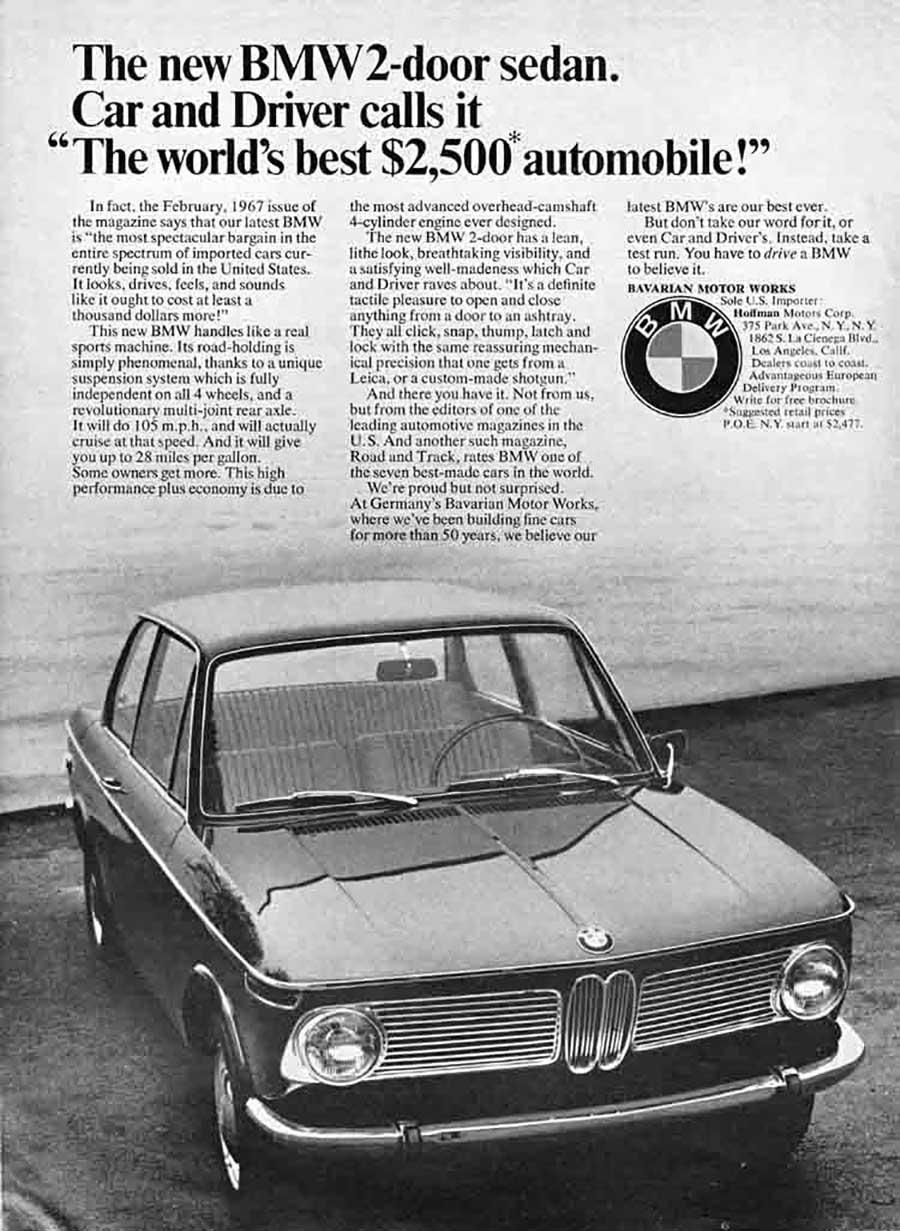 The new BMW 2-door sedan.
Car and Driver calls it
“The world's best $2,500* automobile!”
In fact, the February, 1967 issue of
the magazine says that our latest BMW
is “the most spectacular bargain in the
entire spectrum of imported cars cur-
rently being sold in the United States.
It looks, drives, feels, and sounds
like it ought to cost at least a
thousand dollars more!”
This new BMW handles like a real
sports machine. Its road-holding is
simply phenomenal, thanks to a unique
suspension system which is fully
independent on all 4 wheels, and a
revolutionary multi-joint rear axle.
It will do 105 m.p.h., and will actually
cruise at that speed. And it will give
you up to 28 miles per gallon.
Some owners get more. This high
performance plus economy is due to
the most advanced overhead-camshaft
4-cylinder engine ever designed.
The new BMW 2-door has a lean,
lithe look, breathtaking visibility, and
a satisfying well-madeness which Car
and Driver raves about. “It's a definite
tactile pleasure to open and close
anything from a door to an ashtray.
They all click, snap, thump, latch and
lock with the same reassuring mechan-
ical precision that one gets from a
Leica, or a custom-made shotgun.”
And there you have it. Not from us,
but from the editors of one of the
leading automotive magazines in the
U.S. And another such magazine,
Road and Track, rates BMW one of
the seven best-made cars in the world.
We're proud but not surprised.
At Germany's Bavarian Motor Works,
where we've been building fine cars
for more than 50 years, we believe our
latest BMW's are our best ever.
But don't take our word for it, or
even Car and Driver's. Instead, take a
test run. You have to drive a BMW
to believe it.
BAVARIAN MOTOR WORKS
BMW
Sole U.S. Importer:
Hoffman Motors Corp.
375 Park Ave., N.Y., N.Y.
1862 S. La Cienega Blvd.,
Los Angeles, Calif.
Dealers coast to coast.
Advantageous European
Delivery Program.
Write for free brochure.
*Suggested retail prices
P.O.E. N.Y. start at $2,477.